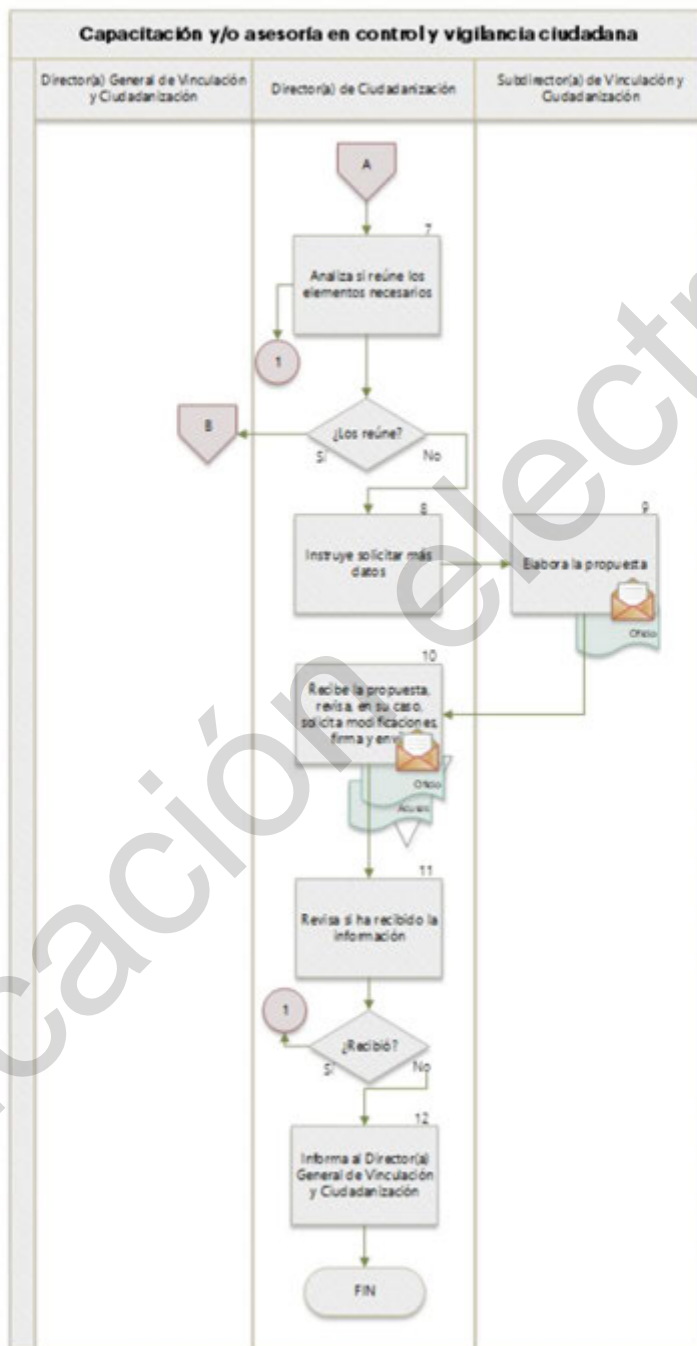 Capacitación y/o asesoría en control y vigilancia ciudadana
Director(a) General de Vinculación
y Ciudadanización
Director(a) de Ciudadanización
Subdirector(a) de Vinculación y
Ciudadanización
A
7
Analiza si reúne los
elementos necesarios
1
B
¿Los reúne?
Sí
No
8
Instruye solicitar más
datos
9
Elabora la propuesta
Oficio
10
Recibe la propuesta,
revisa, en su caso,
solicita modificaciones,
firma y
Oficio
Acuses
11
Revisa si ha recibido la
información
1
¿Recibió?
Sí
No
12
Informa al Director(a)
General de Vinculación
y Ciudadanización
FIN